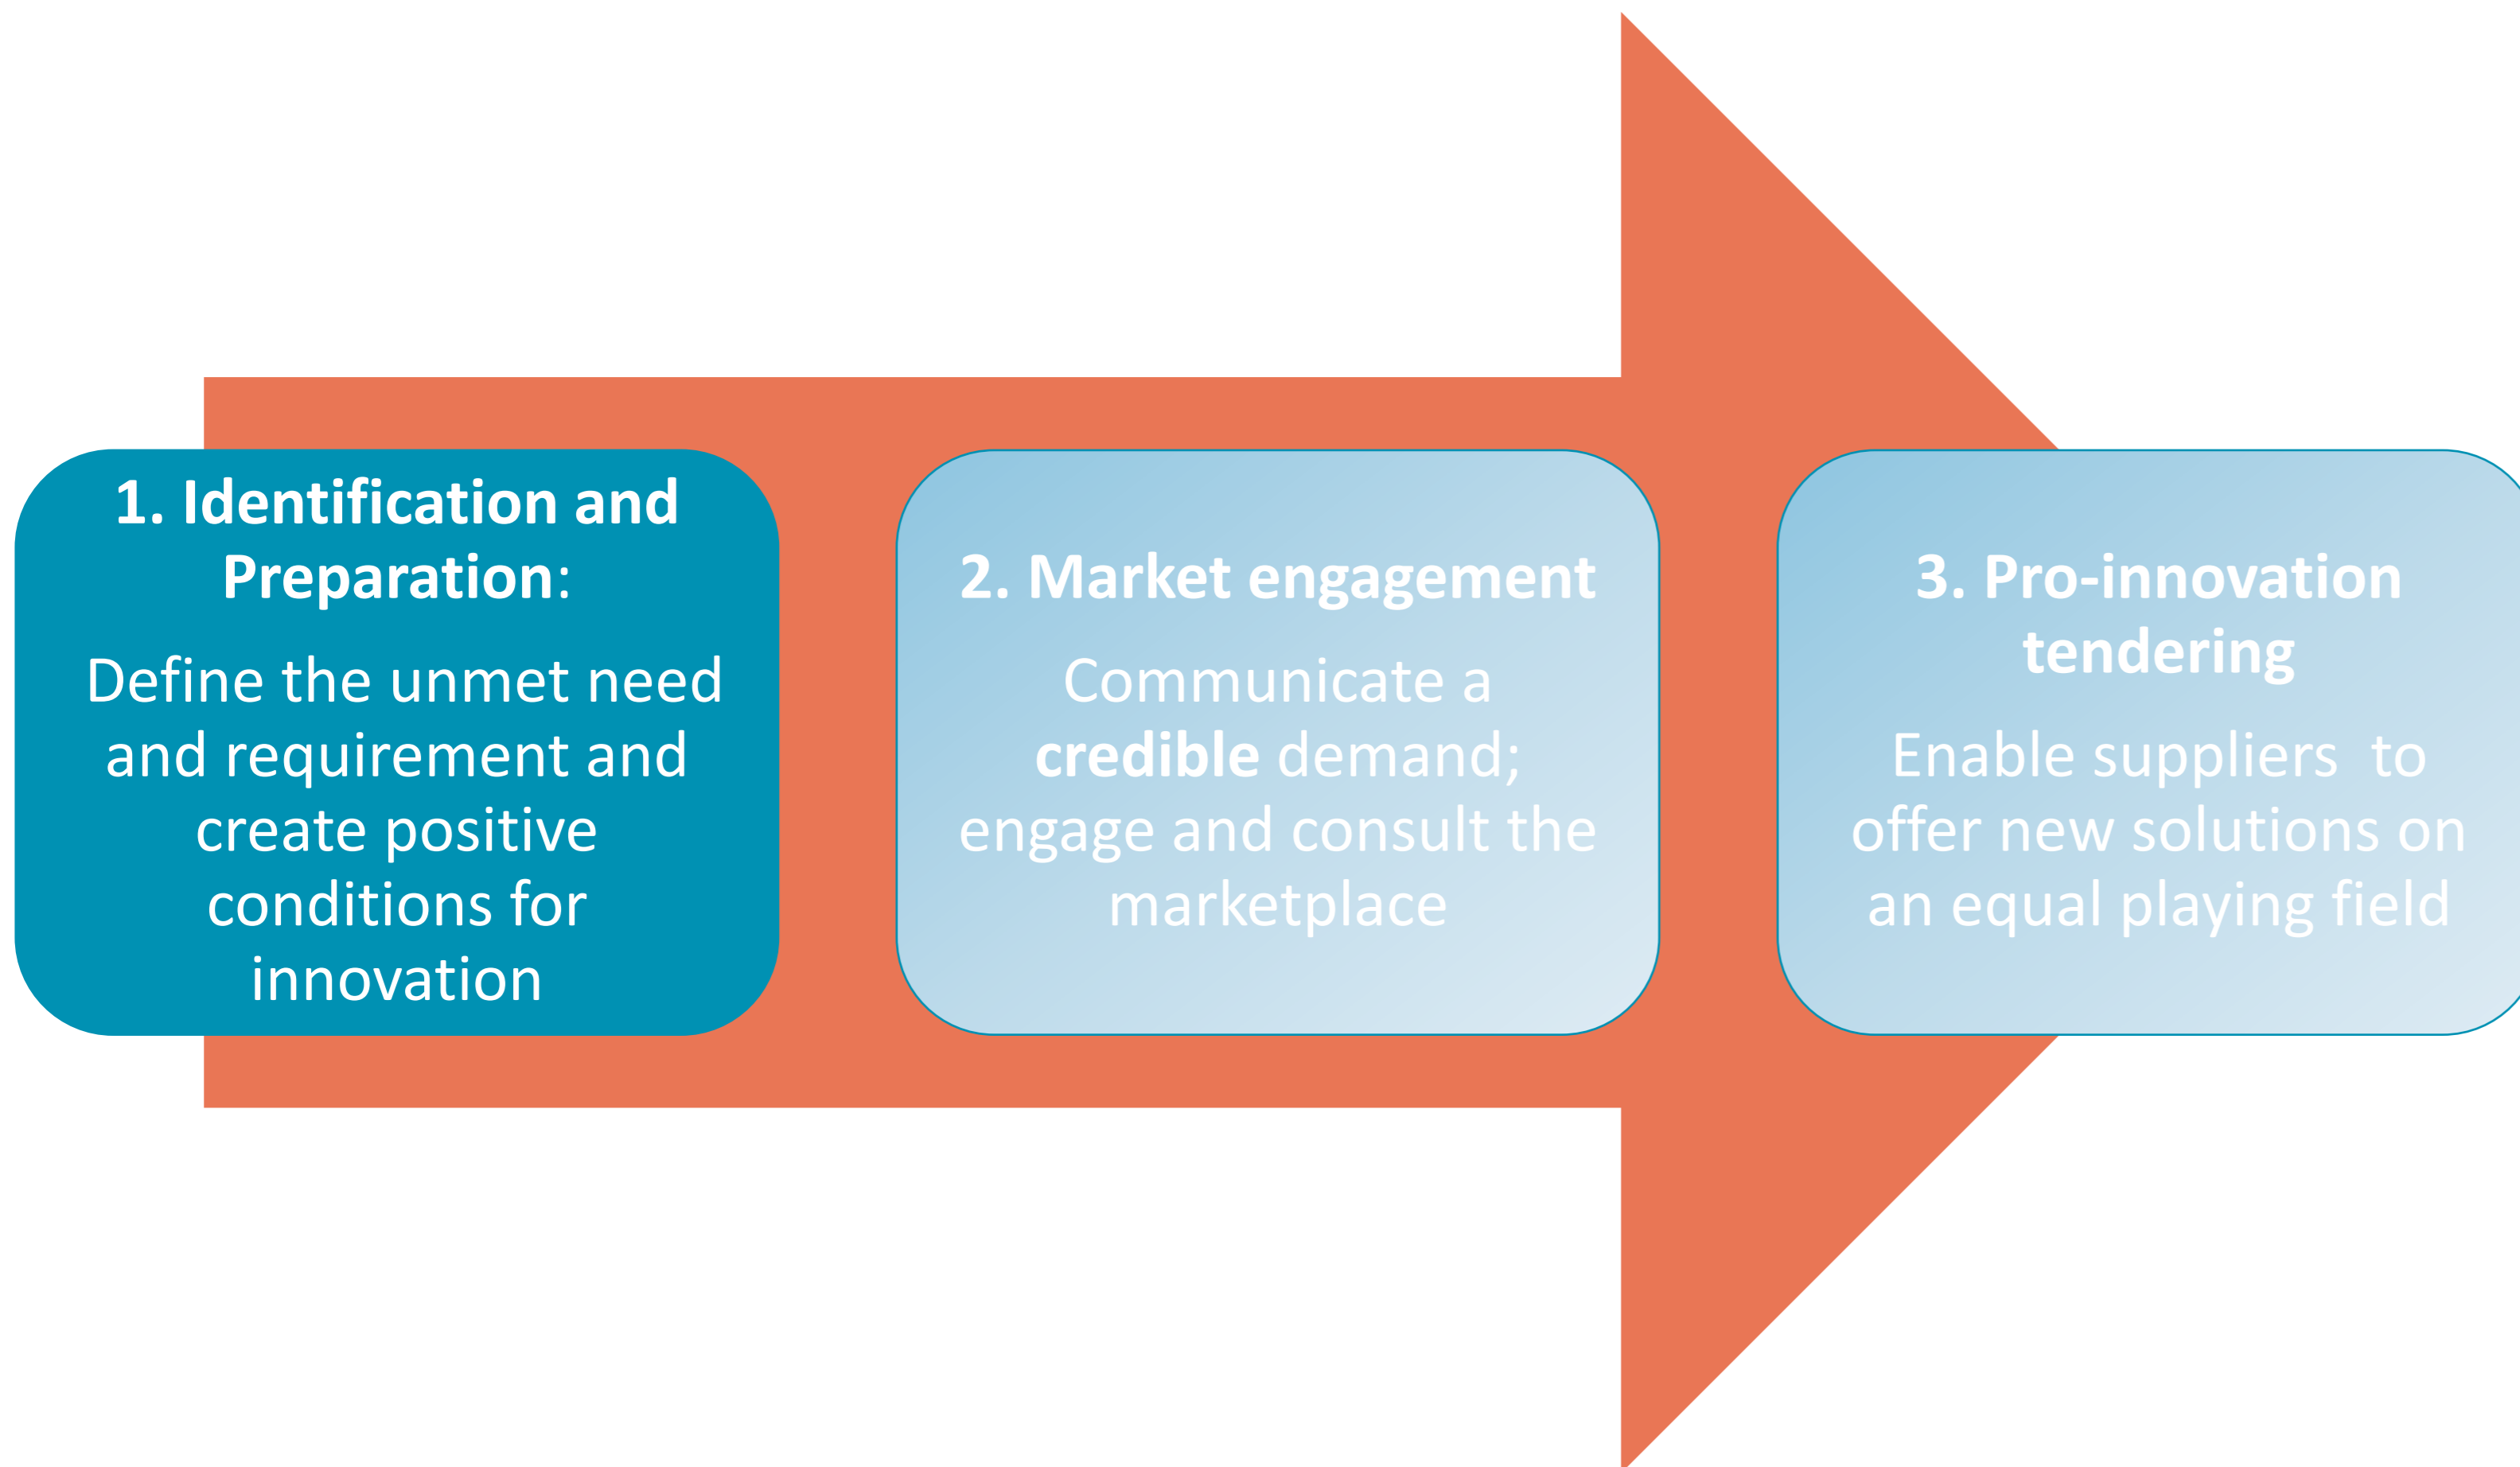 1. Identification and
Preparation:
Define the unmet need
and requirement and
create positive
conditions for
innovation
2. Market engagement
Communicate a
credible demand;
engage and consult the
marketplace
3. Pro-innovation
tendering
Enable suppliers  to
offer new solutions on
an equal playing field